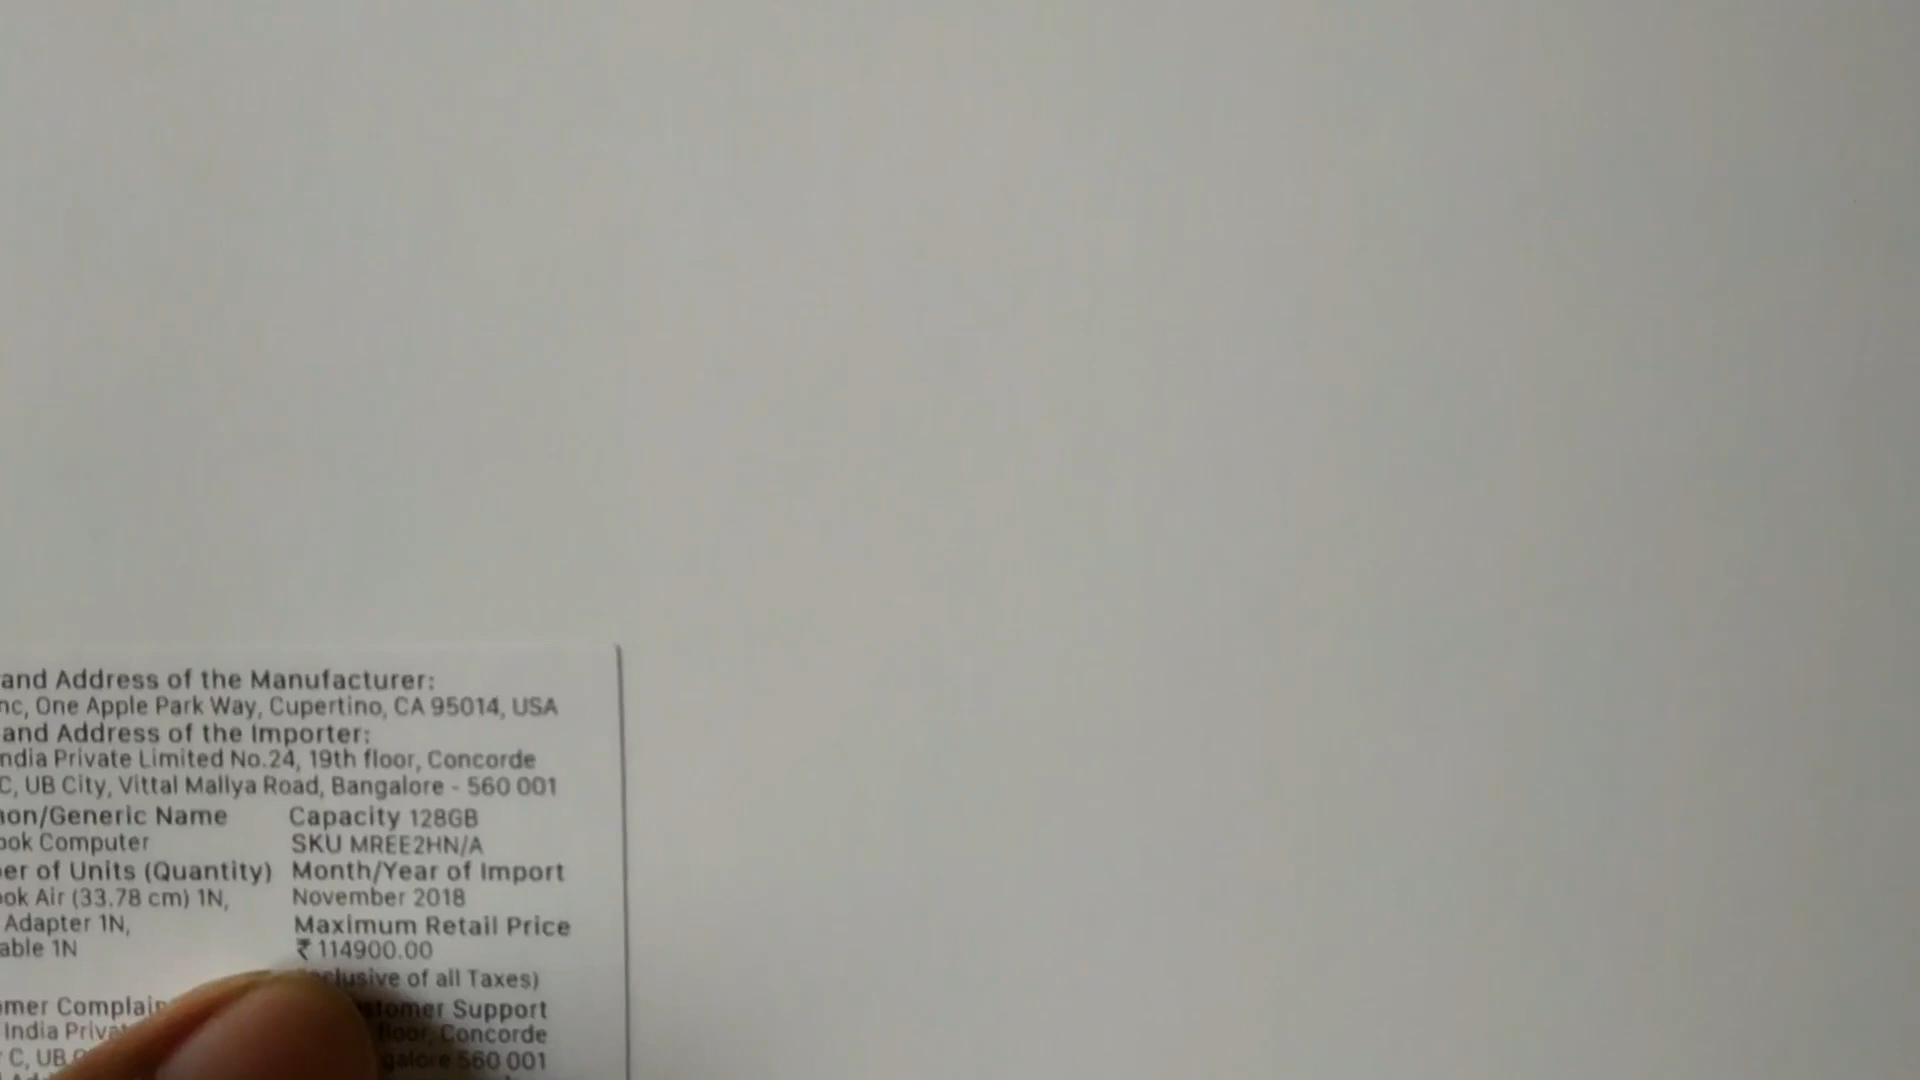 and Address of the Manufacturer:
nc, One Apple Park Way, Cupertino, CA 95014, USA
and Address of the Importer:
ndia Private Limited No.24, 19th floor, Concorde
C, UB City, Vittal Mallya Road, Bangalore - 560 001
non/Generic Name Capacity 128GB
ook Computer SKU MREE2HN/A
er of Units (Quantity) Month/Year of Import
ook Air (33.78 cm) 1N, November 2018
Adapter 1N, Maximum Retail Price
able 1N ₹ 114900.00
clusive of all Taxes)
mer Complain stomer Support
India Priva floor, Concorde
C, UB galore 560 001